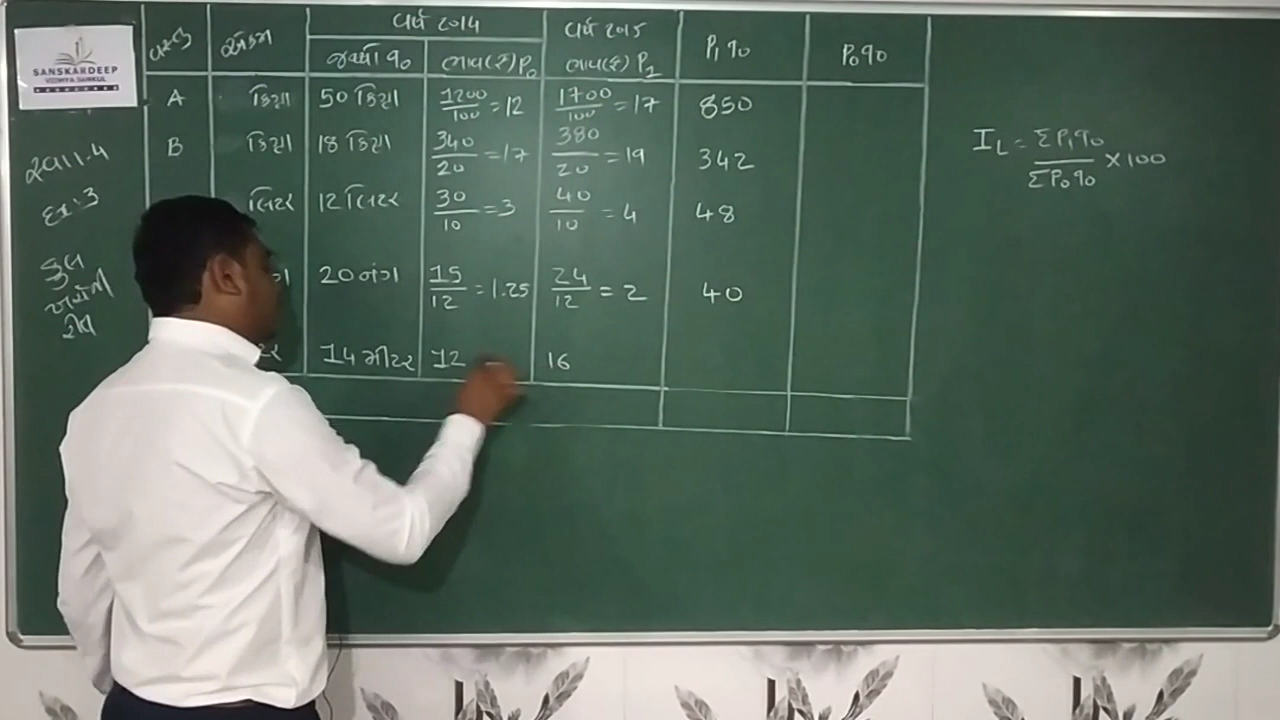 SANSKARDEEP
VIDHYA SANKUL
સ્વા.4
દા:3
કુલ
ખર્ચની
રીત
વસ્તુ એકમ વર્ષ ૨૦૧૪ વર્ષ ૨૦૧૫ P₁q₀ P₀q₀
જથ્થો q₀ ભાવ(₹)P₀ ભાવ(₹) P₁
A કિગ્રા 50 કિગ્રા 1200/100 = 12 1700/100 = 17 850
B કિગ્રા 18 કિગ્રા 340/20 = 17 380/20 = 19 342
લિટર 12 લિટર 30/10 = 3 40/10 = 4 48
20 નંગ 15/12 = 1.25 24/12 = 2 40
14 મીટર 12 16
I_L = ΣP₁q₀/ΣP₀q₀ × 100